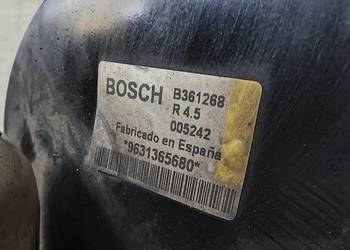 BOSCH B361268
R 4.5
005242
Fabricado en España
*9631365680*